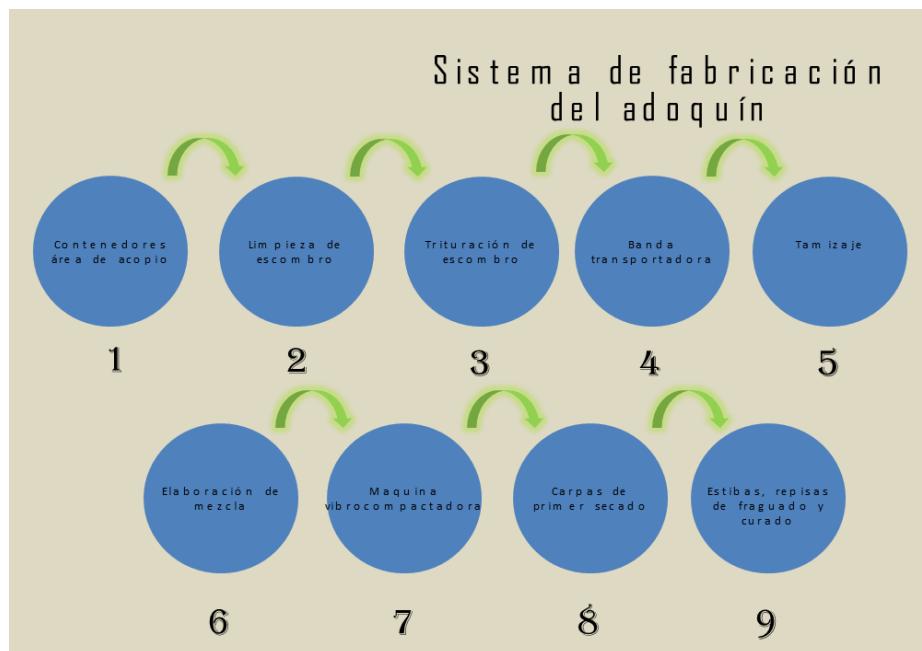 Sistema de fabricación
del adoquín
Contenedores
área de acopio
Limpieza de
escombro
Trituración de
escombro
Banda
transportadora
Tamizaje
1
2
3
4
5
Elaboración de
mezcla
Maquina
vibrocompactadora
Carpas de
primer secado
Estibas, repisas
de fraguado y
curado
6
7
8
9